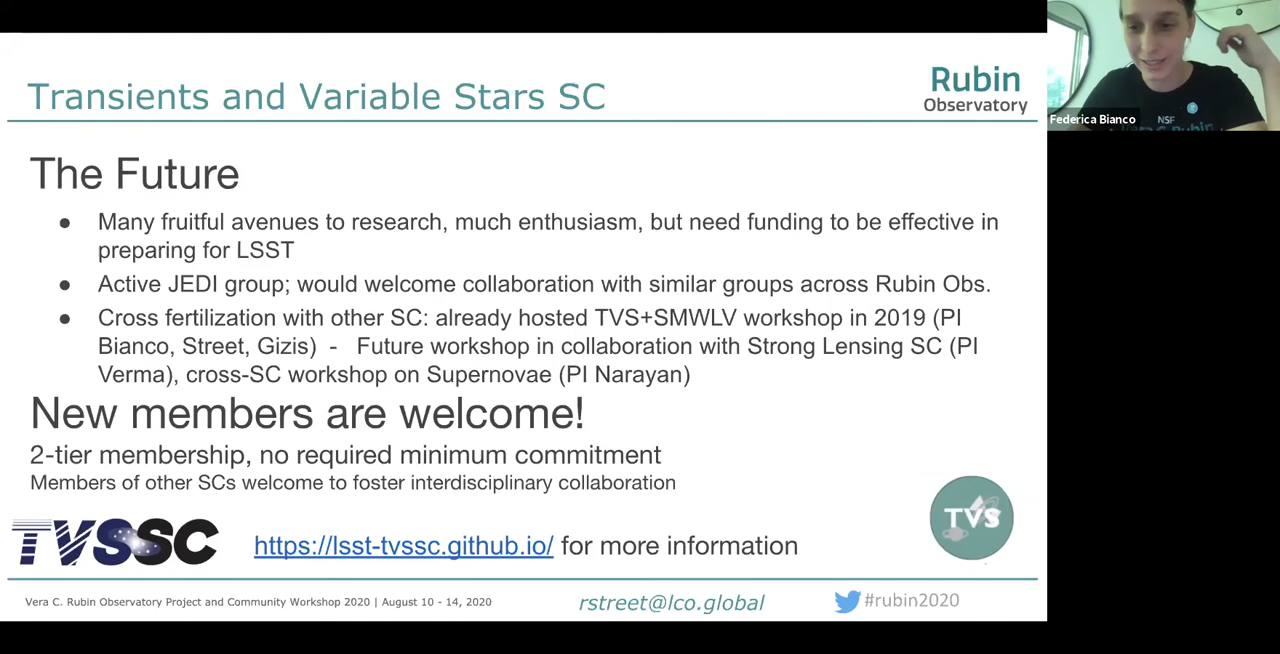 Transients and Variable Stars SC
Rubin
Observatory
The Future
● Many fruitful avenues to research, much enthusiasm, but need funding to be effective in
preparing for LSST
● Active JEDI group; would welcome collaboration with similar groups across Rubin Obs.
● Cross fertilization with other SC: already hosted TVS+SMWLV workshop in 2019 (PI
Bianco, Street, Gizis) - Future workshop in collaboration with Strong Lensing SC (PI
Verma), cross-SC workshop on Supernovae (PI Narayan)
New members are welcome!
2-tier membership, no required minimum commitment
Members of other SCs welcome to foster interdisciplinary collaboration
TVSSC
https://lsst-tvssc.github.io/ for more information
TVS
Vera C. Rubin Observatory Project and Community Workshop 2020 | August 10 - 14, 2020
rstreet@lco.global
#rubin2020
Federica Bianco
NSF
Rubin